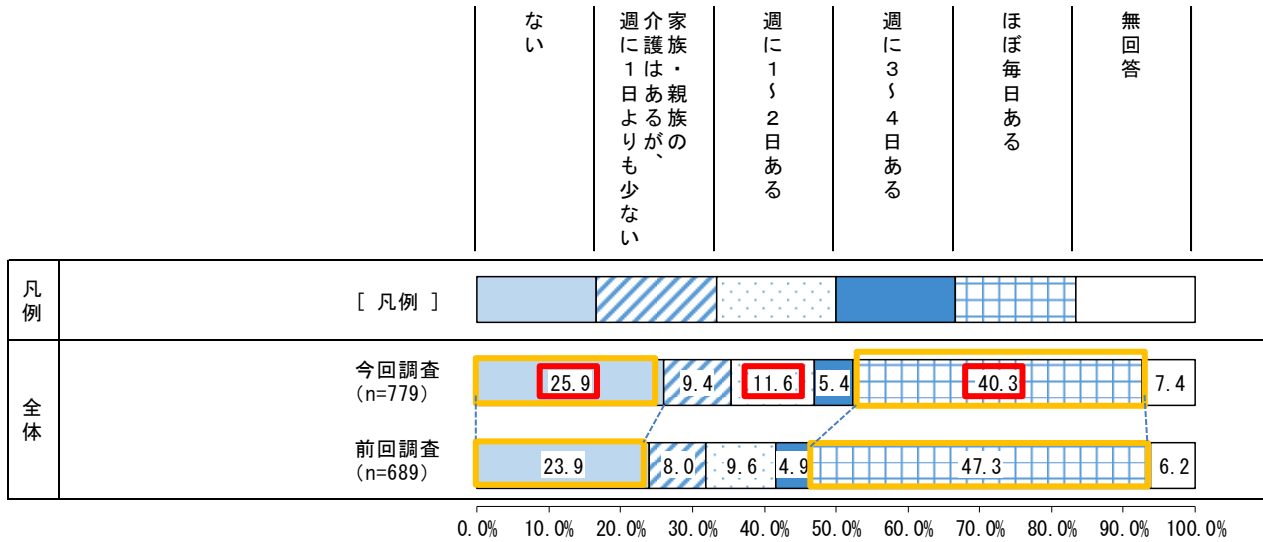 ない
家族・親族の
介護はあるが、
週に１日よりも少ない
週に１～２日ある
週に３～４日ある
ほぼ毎日ある
無回答
凡例
[ 凡例 ]
全体
今回調査
(n=779)
25.9
9.4
11.6
5.4
40.3
7.4
前回調査
(n=689)
23.9
8.0
9.6
4.9
47.3
6.2
0.0% 10.0% 20.0% 30.0% 40.0% 50.0% 60.0% 70.0% 80.0% 90.0% 100.0%